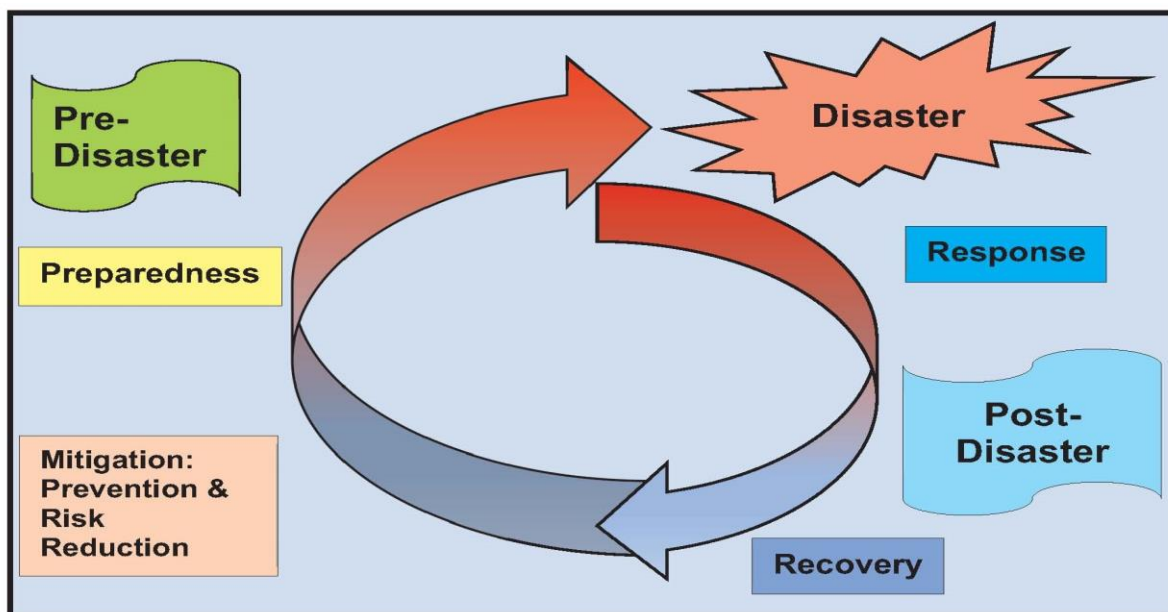 Pre-
Disaster
Disaster
Preparedness
Response
Post-
Disaster
Mitigation:
Prevention &
Risk
Reduction
Recovery